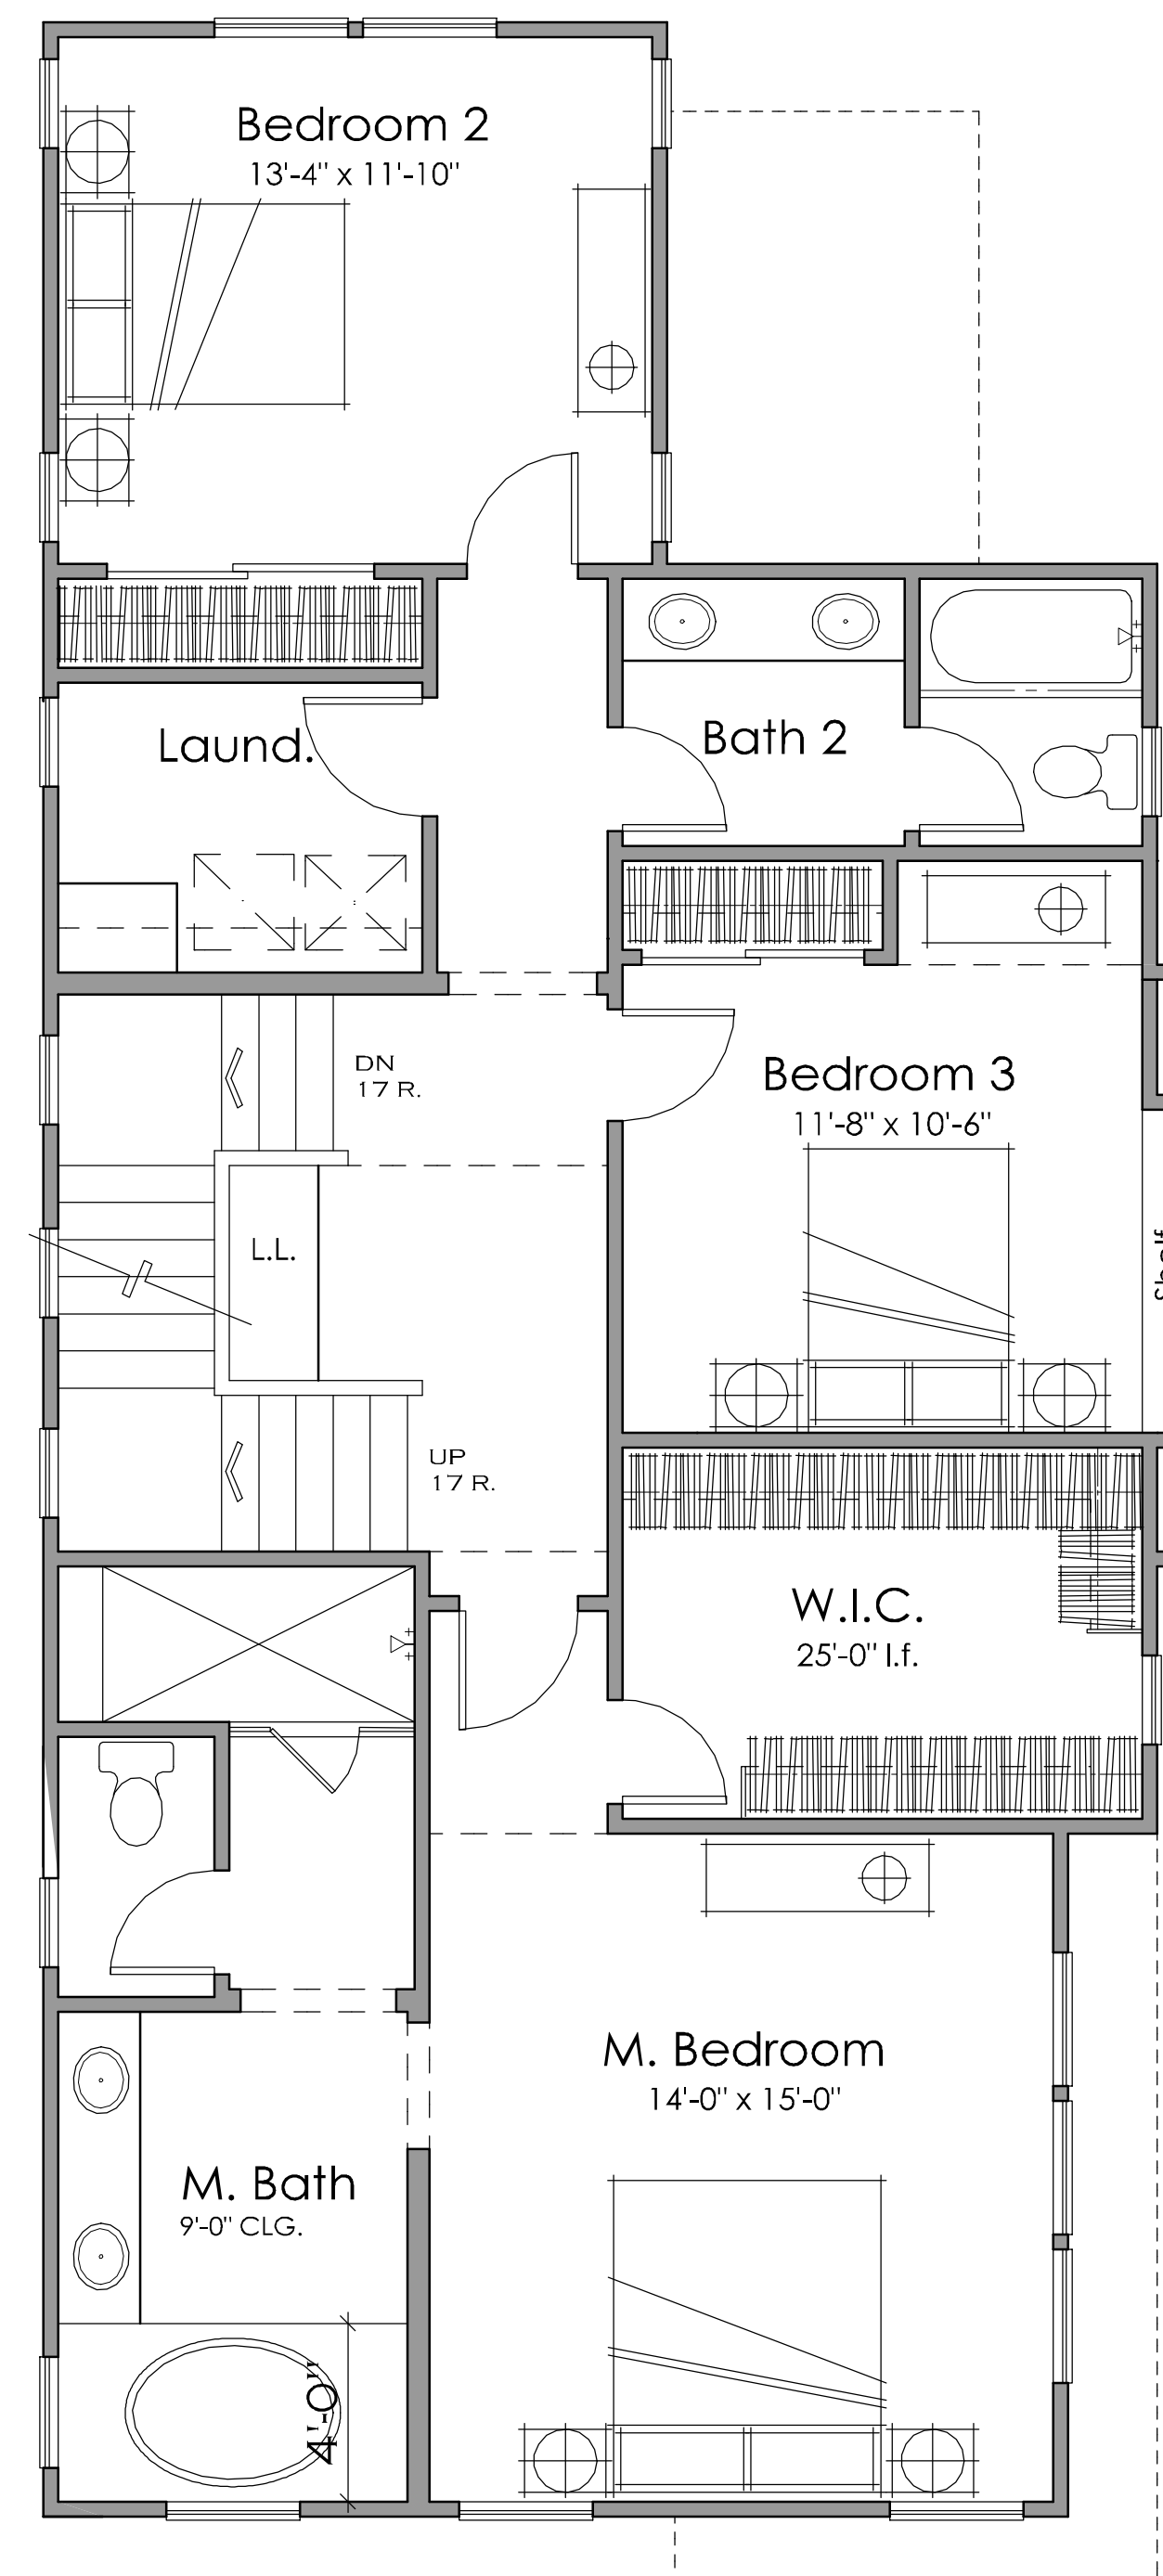 Bedroom 2
13'-4" x 11'-10"
Laund.
Bath 2
DN
17 R.
Bedroom 3
11'-8" x 10'-6"
L.L.
Shelf
UP
17 R.
W.I.C.
25'-0" l.f.
M. Bedroom
14'-0" x 15'-0"
M. Bath
9'-0" CLG.
4'-0"